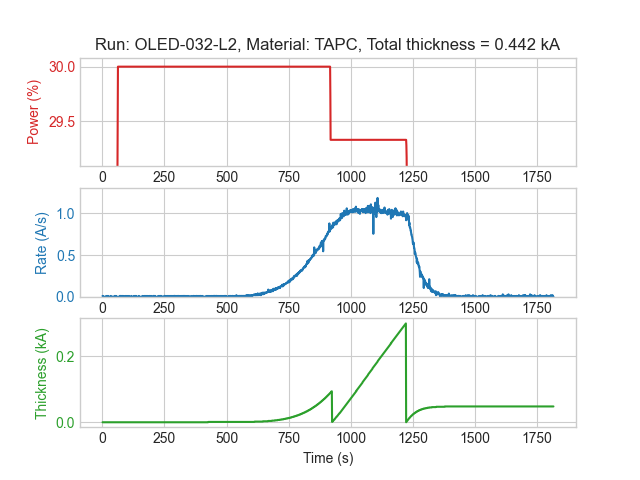 Run: OLED-032-L2, Material: TAPC, Total thickness = 0.442 kA
Power (%)
30.0
29.5
0 250 500 750 1000 1250 1500 1750
Rate (A/s)
1.0
0.5
0.0
0 250 500 750 1000 1250 1500 1750
Thickness (kA)
0.2
0.0
0 250 500 750 1000 1250 1500 1750
Time (s)